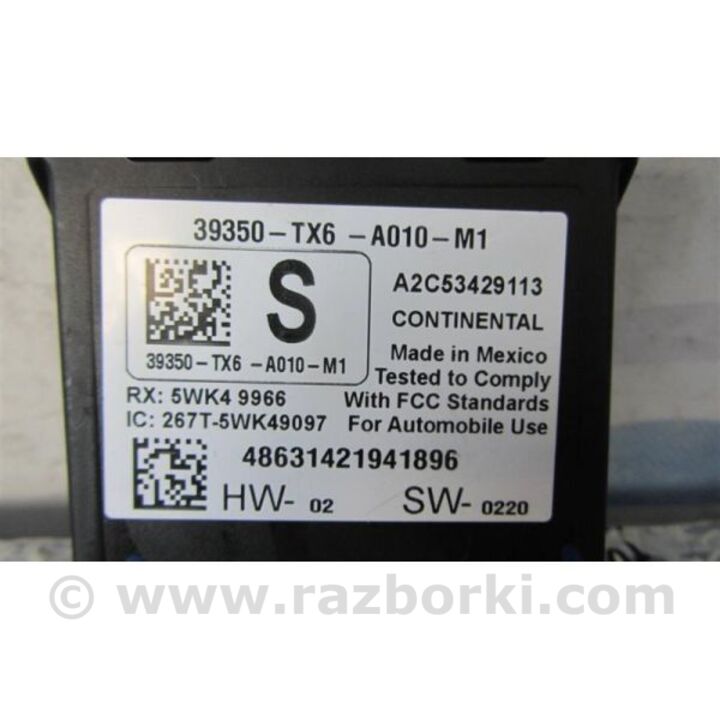 39350-TX6 -A010-M1
S
39350-TX6 -A010-M1
A2C53429113
CONTINENTAL
Made in Mexico
Tested to Comply
With FCC Standards
For Automobile Use
RX: 5WK4 9966
IC: 267T-5WK49097
48631421941896
HW- 02 SW- 0220
© www.razborki.com